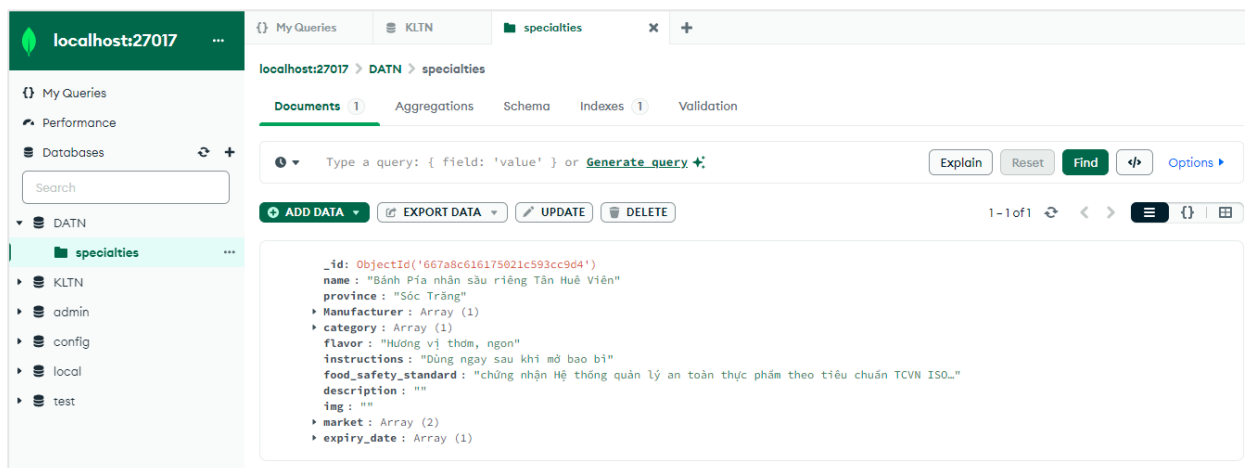 localhost:27017 ...
{} My Queries
Performance
Databases
Search
DATN
specialties ...
KLTN
admin
config
local
test
{} My Queries KLTN specialties
localhost:27017 > DATN > specialties
Documents 1 Aggregations Schema Indexes 1 Validation
Type a query: { field: 'value' } or Generate query
Explain Reset Find </> Options
ADD DATA EXPORT DATA UPDATE DELETE 1–1 of 1 {}
_id: ObjectId('667a8c616175021c593cc9d4')
name : "Bánh Pía nhân sầu riêng Tân Huê Viên"
province : "Sóc Trăng"
Manufacturer : Array (1)
category : Array (1)
flavor : "Hương vị thơm, ngon"
instructions : "Dùng ngay sau khi mở bao bì"
food_safety_standard : "chứng nhận Hệ thống quản lý an toàn thực phẩm theo tiêu chuẩn TCVN ISO…"
description : ""
img : ""
market : Array (2)
expiry_date : Array (1)